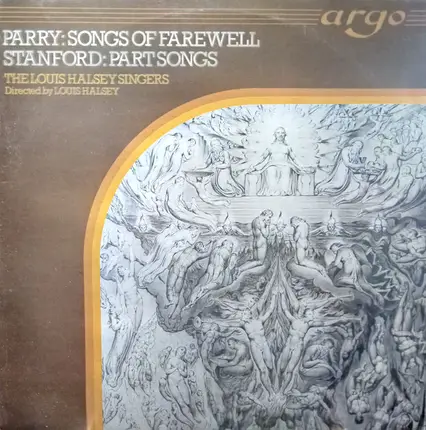 argo
PARRY: SONGS OF FAREWELL
STANFORD: PART SONGS
THE LOUIS HALSEY SINGERS
Directed by LOUIS HALSEY